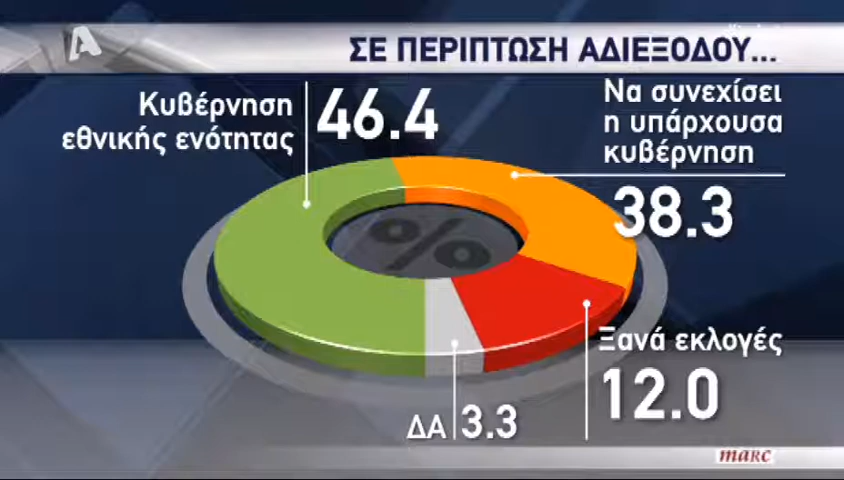 ΣΕ ΠΕΡΙΠΤΩΣΗ ΑΔΙΕΞΟΔΟΥ...
Κυβέρνηση
εθνικής ενότητας
46.4
Να συνεχίσει
η υπάρχουσα
κυβέρνηση
38.3
Ξανά εκλογές
12.0
ΔΑ 3.3
%
A
marc